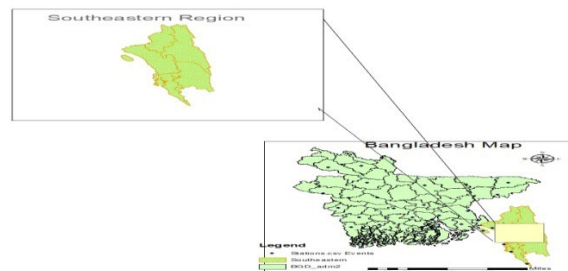 Southeastern Region
Bangladesh Map
Legend
Stations.csv Events
Southeastern
BGD_adm2
Miles